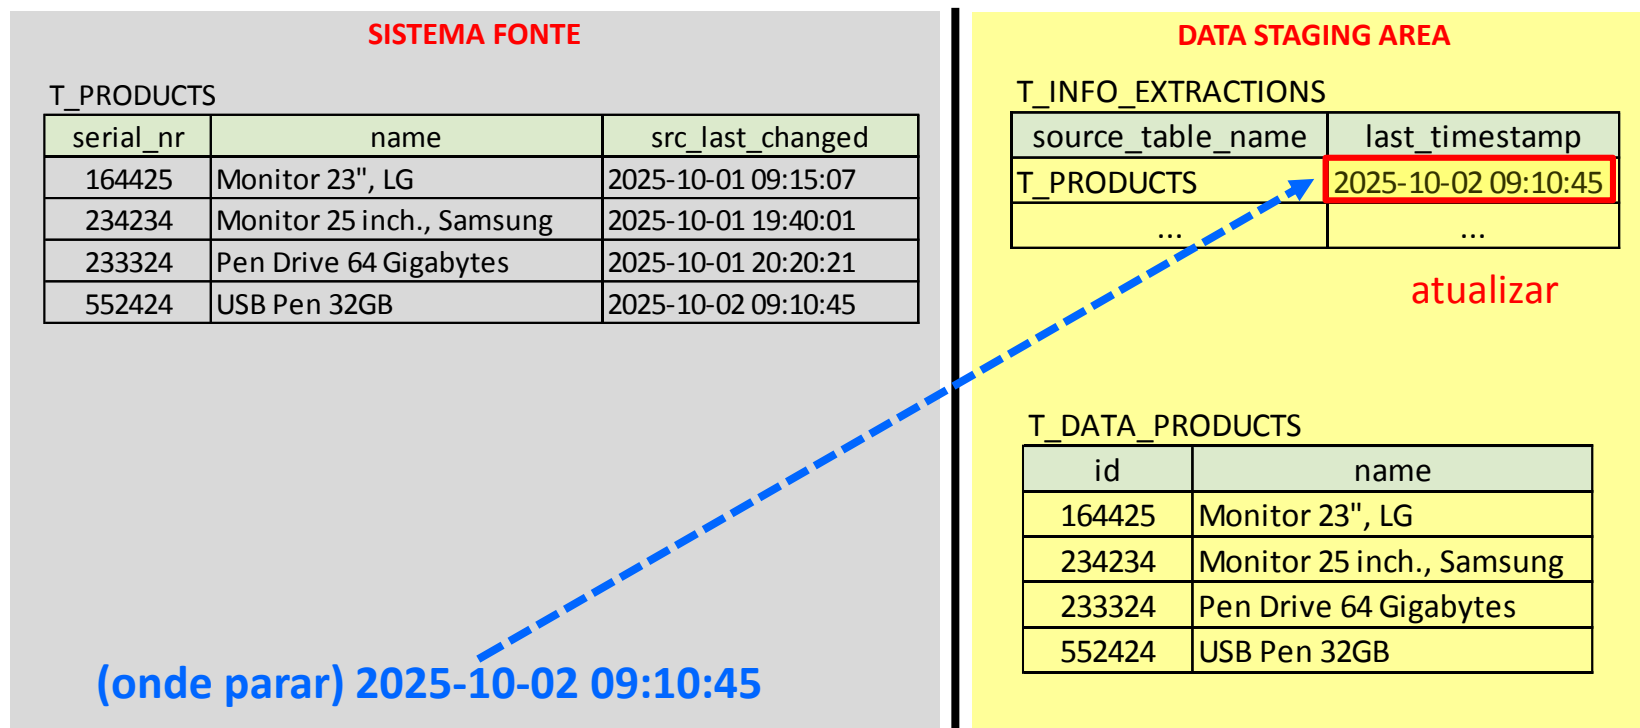 SISTEMA FONTE
T_PRODUCTS
serial_nr name src_last_changed
164425 Monitor 23", LG 2025-10-01 09:15:07
234234 Monitor 25 inch., Samsung 2025-10-01 19:40:01
233324 Pen Drive 64 Gigabytes 2025-10-01 20:20:21
552424 USB Pen 32GB 2025-10-02 09:10:45
(onde parar) 2025-10-02 09:10:45
DATA STAGING AREA
T_INFO_EXTRACTIONS
source_table_name last_timestamp
T_PRODUCTS 2025-10-02 09:10:45
... ...
atualizar
T_DATA_PRODUCTS
id name
164425 Monitor 23", LG
234234 Monitor 25 inch., Samsung
233324 Pen Drive 64 Gigabytes
552424 USB Pen 32GB